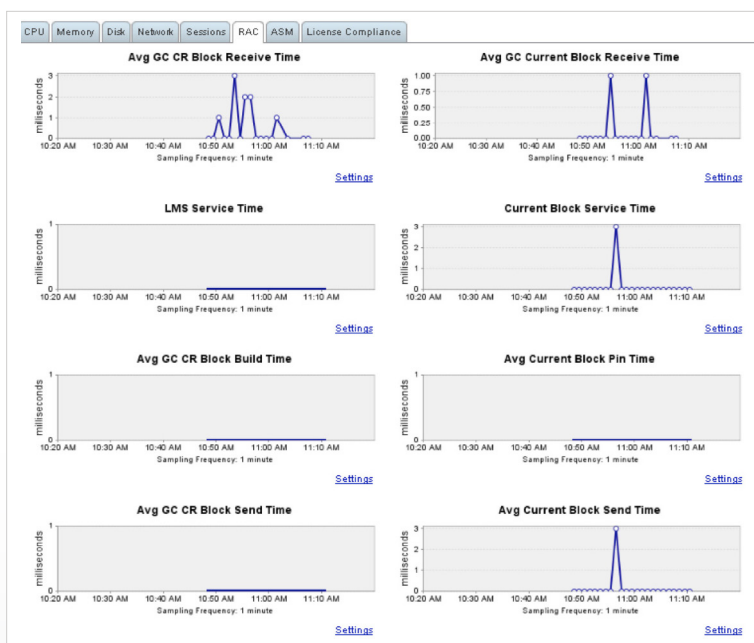 CPU Memory Disk Network Sessions RAC ASM License Compliance
Avg GC CR Block Receive Time
milliseconds
3
2
1
0
10:20 AM 10:30 AM 10:40 AM 10:50 AM 11:00 AM 11:10 AM
Sampling Frequency: 1 minute
Settings
Avg GC Current Block Receive Time
milliseconds
1.00
0.75
0.50
0.25
0.00
10:20 AM 10:30 AM 10:40 AM 10:50 AM 11:00 AM 11:10 AM
Sampling Frequency: 1 minute
Settings
LMS Service Time
milliseconds
1
0
10:20 AM 10:30 AM 10:40 AM 10:50 AM 11:00 AM 11:10 AM
Sampling Frequency: 1 minute
Settings
Current Block Service Time
milliseconds
3
2
1
0
10:20 AM 10:30 AM 10:40 AM 10:50 AM 11:00 AM 11:10 AM
Sampling Frequency: 1 minute
Settings
Avg GC CR Block Build Time
milliseconds
1
0
10:20 AM 10:30 AM 10:40 AM 10:50 AM 11:00 AM 11:10 AM
Sampling Frequency: 1 minute
Settings
Avg Current Block Pin Time
milliseconds
1
0
10:20 AM 10:30 AM 10:40 AM 10:50 AM 11:00 AM 11:10 AM
Sampling Frequency: 1 minute
Settings
Avg GC CR Block Send Time
milliseconds
1
0
10:20 AM 10:30 AM 10:40 AM 10:50 AM 11:00 AM 11:10 AM
Sampling Frequency: 1 minute
Settings
Avg Current Block Send Time
milliseconds
3
2
1
0
10:20 AM 10:30 AM 10:40 AM 10:50 AM 11:00 AM 11:10 AM
Sampling Frequency: 1 minute
Settings